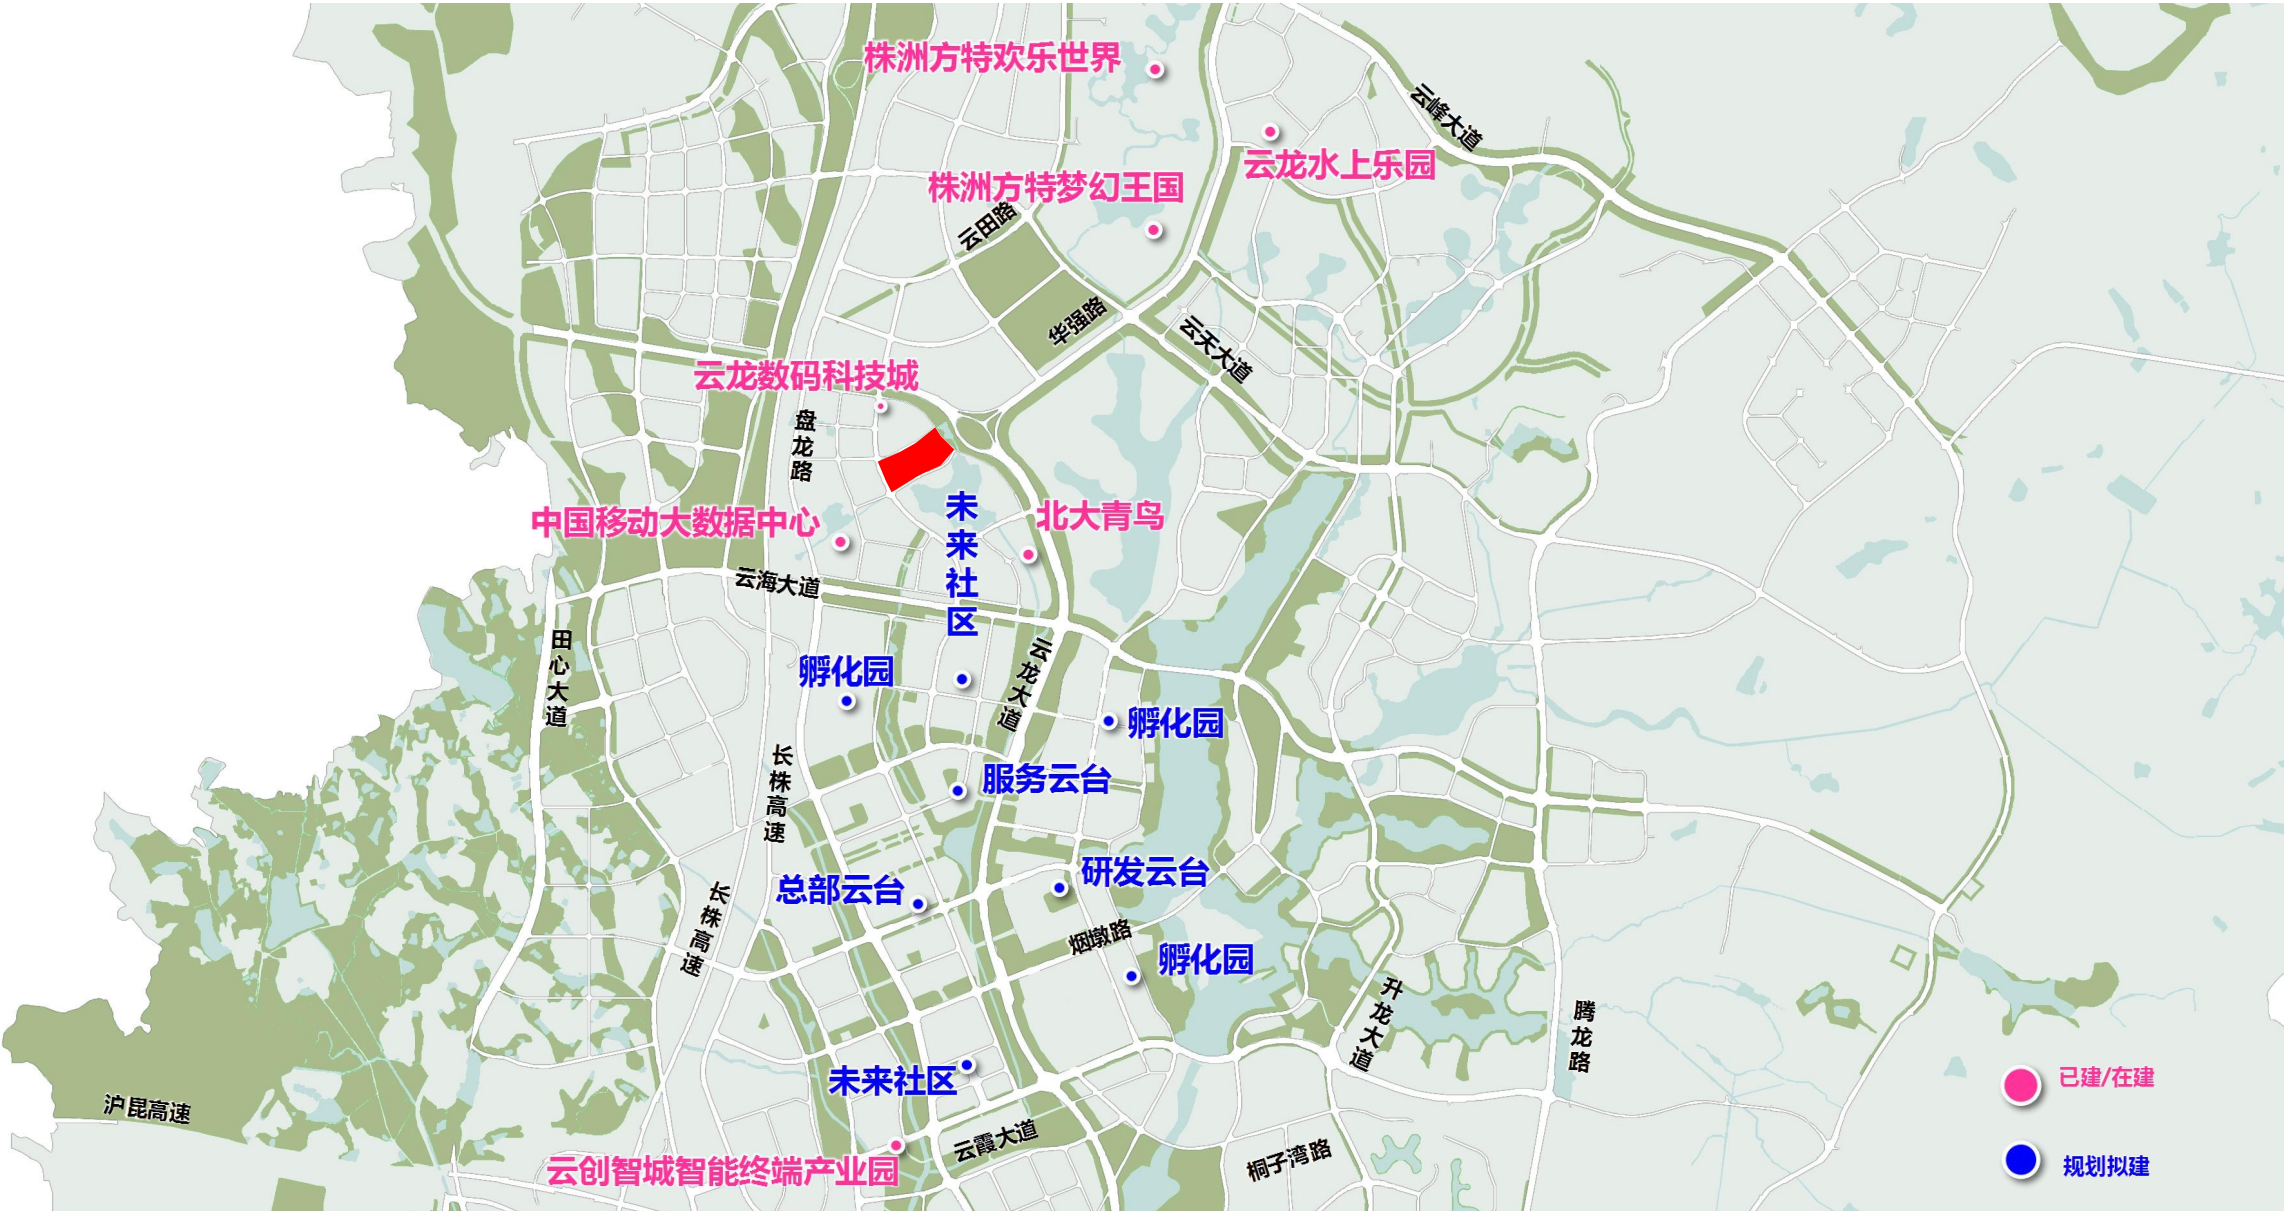 株洲方特欢乐世界
云峰大道
云龙水上乐园
株洲方特梦幻王国
云田路
华强路
云天大道
云龙数码科技城
盘龙路
未来社区
北大青鸟
中国移动大数据中心
云海大道
田心大道
云龙大道
孵化园
孵化园
长株高速
服务云台
研发云台
总部云台
长株高速
烟墩路
孵化园
升龙大道
腾龙路
未来社区
已建/在建
沪昆高速
云霞大道
桐子湾路
规划拟建
云创智城智能终端产业园